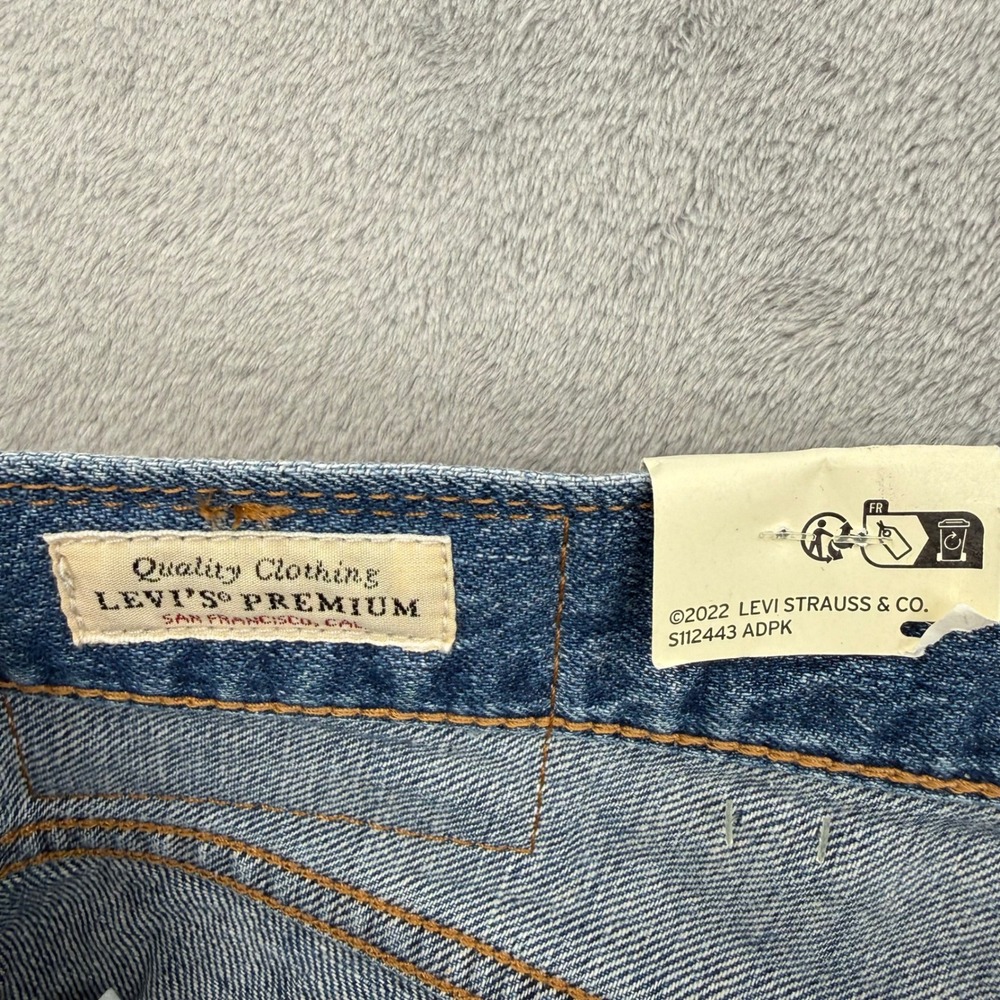 Quality Clothing
LEVI'S® PREMIUM
SAN FRANCISCO, CAL
FR
©2022 LEVI STRAUSS & CO.
S112443 ADPK